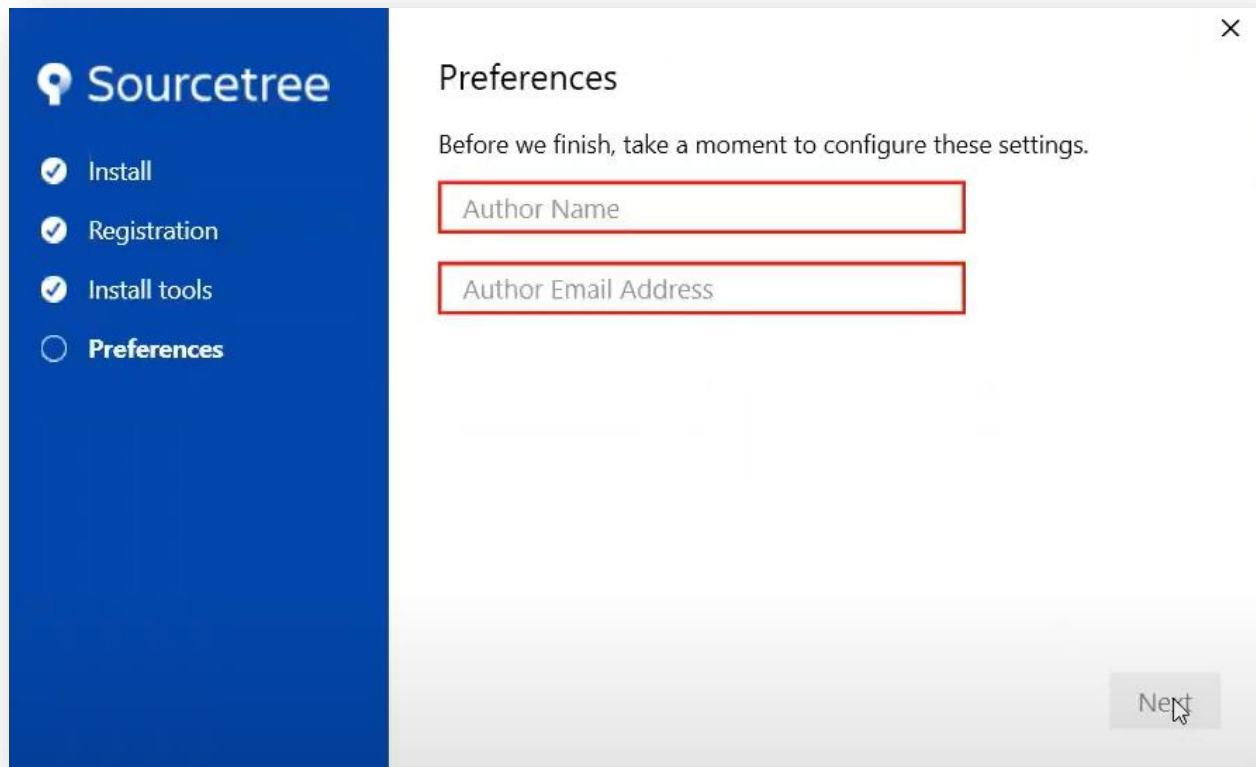 Sourcetree
Install
Registration
Install tools
Preferences
Preferences
Before we finish, take a moment to configure these settings.
Author Name
Author Email Address
Next